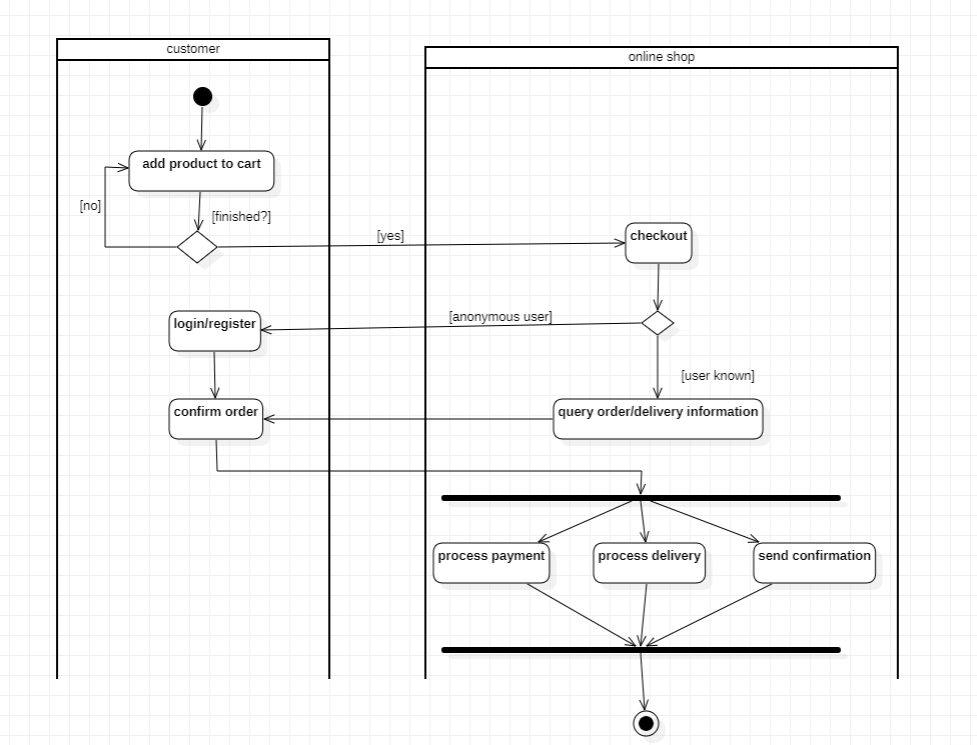 customer
online shop
add product to cart
[no]
[finished?]
[yes]
checkout
[anonymous user]
login/register
[user known]
confirm order
query order/delivery information
process payment
process delivery
send confirmation